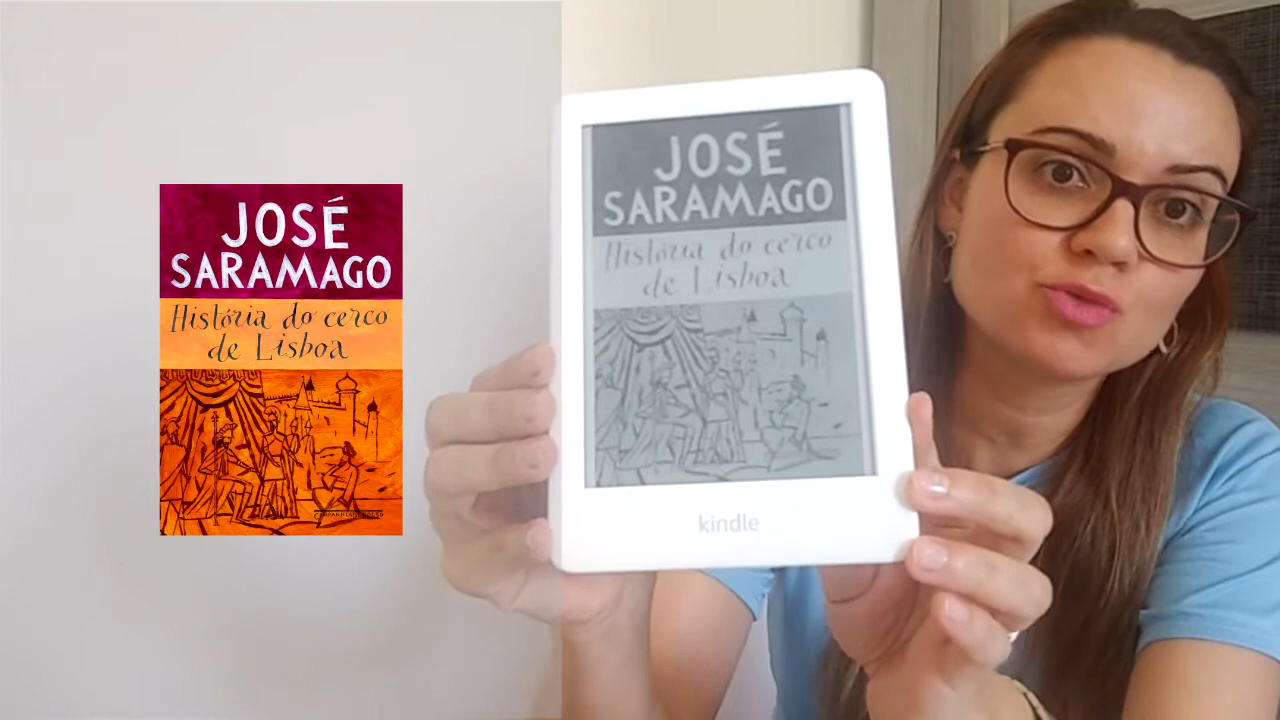 JOSÉ
SARAMAGO
História do cerco
de Lisboa
JOSÉ
SARAMAGO
História do cerco
de Lisboa
kindle